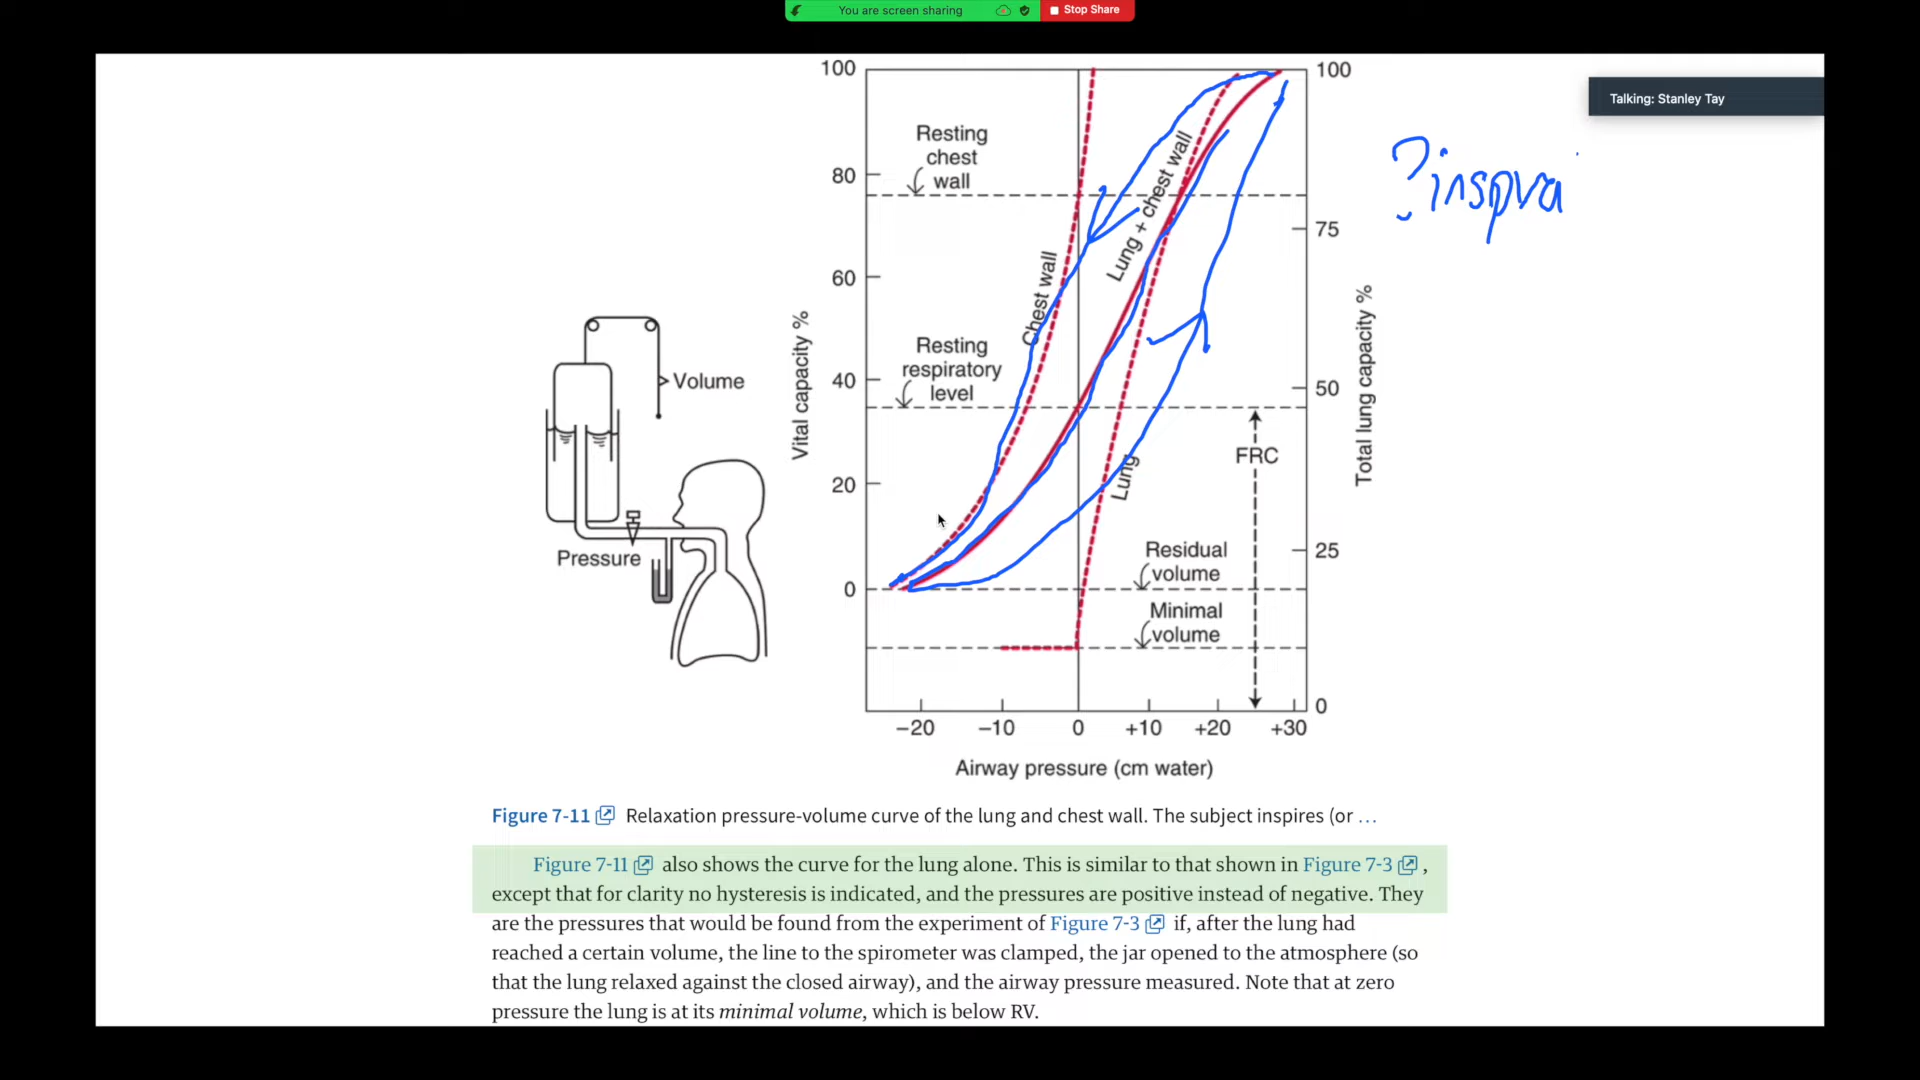 You are screen sharing
Stop Share
Talking: Stanley Tay
100
80
60
40
20
0
Vital capacity %
Resting
chest
wall
Resting
respiratory
level
Chest wall
Lung + chest wall
Lung
FRC
Residual
volume
Minimal
volume
100
75
50
25
0
Total lung capacity %
−20 −10 0 +10 +20 +30
Airway pressure (cm water)
Volume
Pressure
Figure 7-11 Relaxation pressure-volume curve of the lung and chest wall. The subject inspires (or …
Figure 7-11 also shows the curve for the lung alone. This is similar to that shown in Figure 7-3 ,
except that for clarity no hysteresis is indicated, and the pressures are positive instead of negative. They
are the pressures that would be found from the experiment of Figure 7-3 if, after the lung had
reached a certain volume, the line to the spirometer was clamped, the jar opened to the atmosphere (so
that the lung relaxed against the closed airway), and the airway pressure measured. Note that at zero
pressure the lung is at its minimal volume, which is below RV.